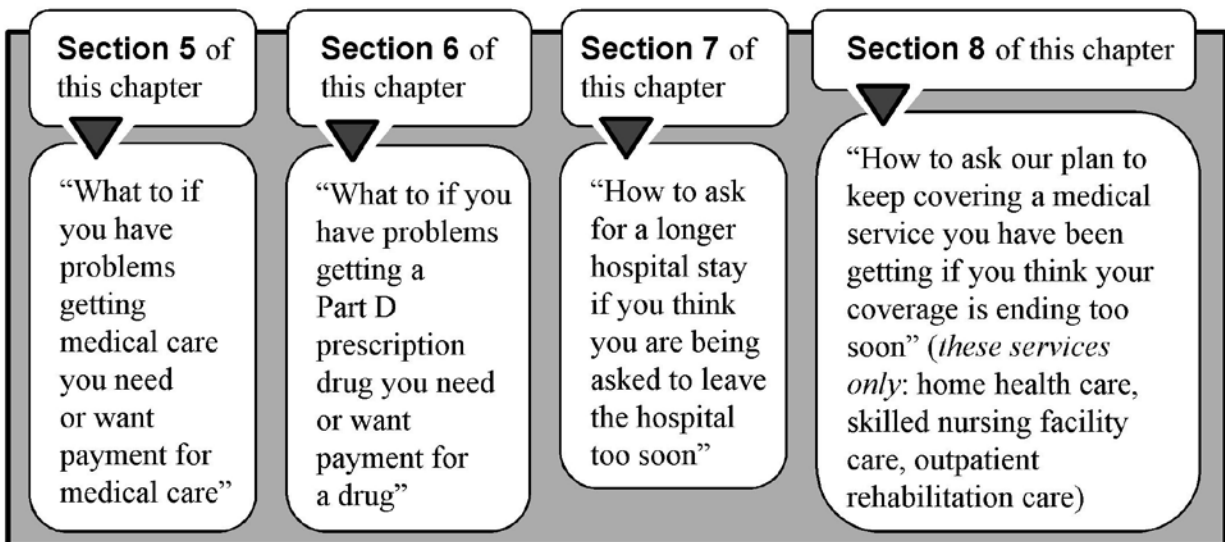 Section 5 of
this chapter
“What to if
you have
problems
getting
medical care
you need
or want
payment for
medical care”
Section 6 of
this chapter
“What to if you
have problems
getting a
Part D
prescription
drug you need
or want
payment for
a drug”
Section 7 of
this chapter
“How to ask
for a longer
hospital stay
if you think
you are being
asked to leave
the hospital
too soon”
Section 8 of this chapter
“How to ask our plan to
keep covering a medical
service you have been
getting if you think your
coverage is ending too
soon” (these services
only: home health care,
skilled nursing facility
care, outpatient
rehabilitation care)